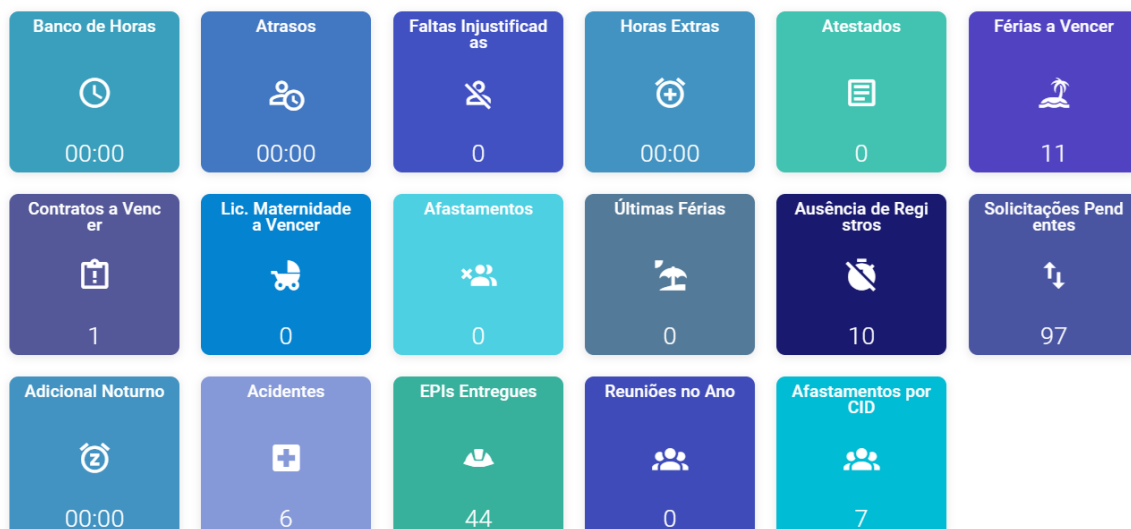 Banco de Horas
00:00
Atrasos
00:00
Faltas Injustificad
as
0
Horas Extras
00:00
Atestados
0
Férias a Vencer
11
Contratos a Venc
er
1
Lic. Maternidade
a Vencer
0
Afastamentos
0
Últimas Férias
0
Ausência de Regi
stros
10
Solicitações Pend
entes
97
Adicional Noturno
00:00
Acidentes
6
EPIs Entregues
44
Reuniões no Ano
0
Afastamentos por
CID
7